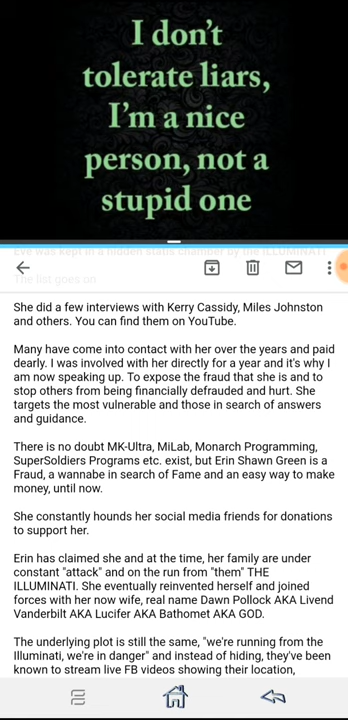 I don't
tolerate liars,
I'm a nice
person, not a
stupid one
Eve was kept in a hidden stasis chamber by the ILLUMINATI
The list goes on
She did a few interviews with Kerry Cassidy, Miles Johnston
and others. You can find them on YouTube.
Many have come into contact with her over the years and paid
dearly. I was involved with her directly for a year and it's why I
am now speaking up. To expose the fraud that she is and to
stop others from being financially defrauded and hurt. She
targets the most vulnerable and those in search of answers
and guidance.
There is no doubt MK-Ultra, MiLab, Monarch Programming,
SuperSoldiers Programs etc. exist, but Erin Shawn Green is a
Fraud, a wannabe in search of Fame and an easy way to make
money, until now.
She constantly hounds her social media friends for donations
to support her.
Erin has claimed she and at the time, her family are under
constant "attack" and on the run from "them" THE
ILLUMINATI. She eventually reinvented herself and joined
forces with her now wife, real name Dawn Pollock AKA Livend
Vanderbilt AKA Lucifer AKA Bathomet AKA GOD.
The underlying plot is still the same, "we're running from the
Illuminati, we're in danger" and instead of hiding, they've been
known to stream live FB videos showing their location,